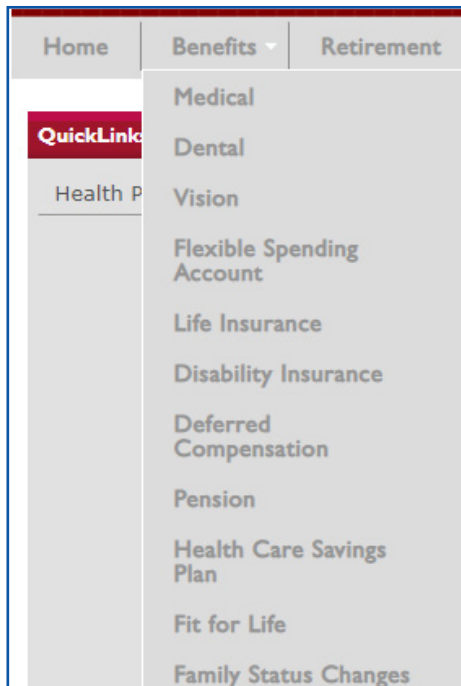 Home Benefits Retirement
Medical
QuickLinks
Dental
Health P
Vision
Flexible Spending
Account
Life Insurance
Disability Insurance
Deferred
Compensation
Pension
Health Care Savings
Plan
Fit for Life
Family Status Changes